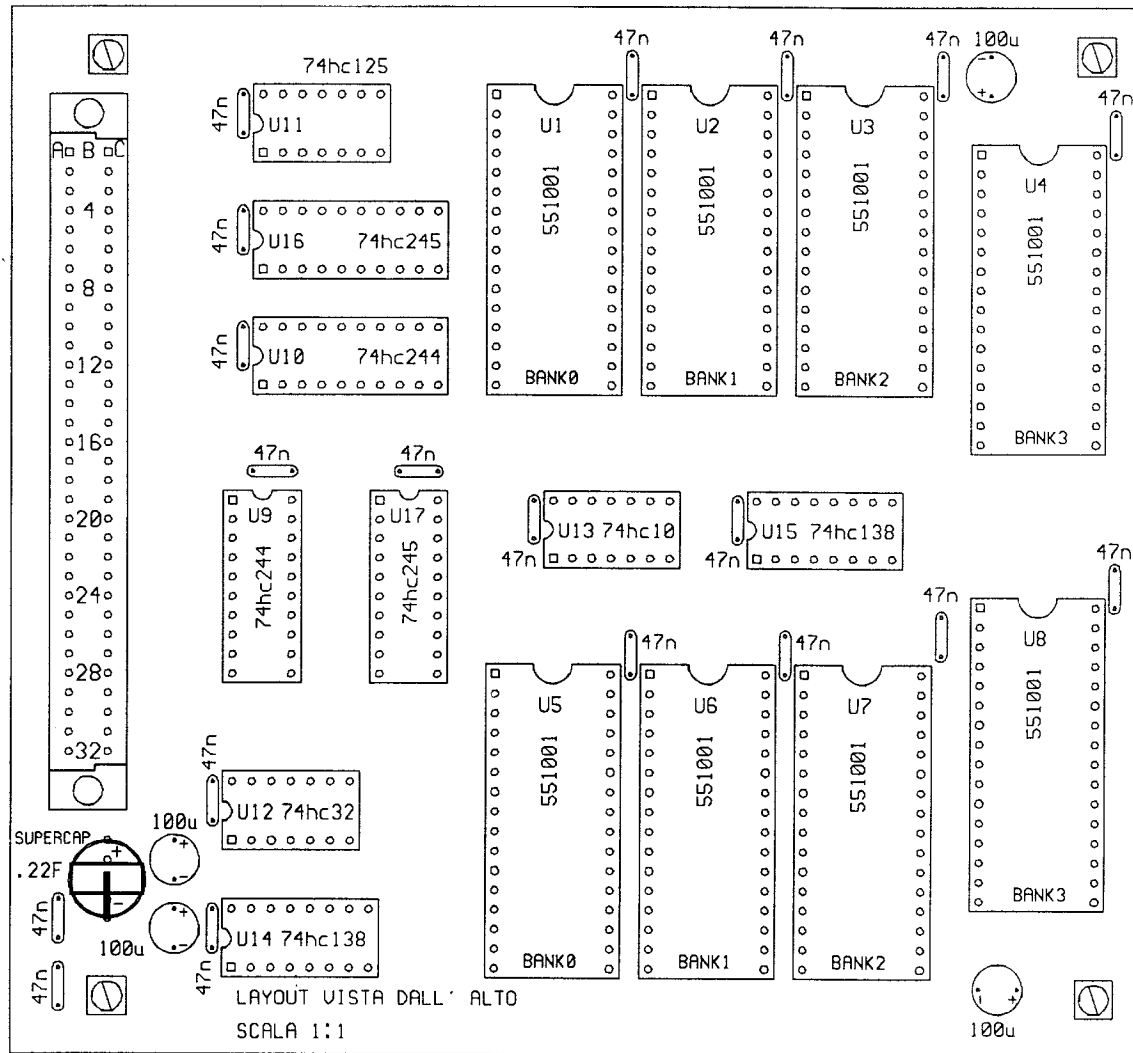 47n
47n
47n
100u
74hc125
47n
47n
U11
U1
U2
U3
551001
551001
551001
U4
551001
A B C
4
47n
U16 74hc245
8
47n
U10 74hc244
12
BANK0
BANK1
BANK2
16
BANK3
47n
47n
20
U9
74hc244
U17
74hc245
U13 74hc10
47n
U15 74hc138
47n
24
47n
28
47n
47n
47n
U5
551001
U6
551001
U7
551001
U8
551001
32
47n
U12 74hc32
SUPERCAP
+
-
.22F
100u
+
-
47n
100u
+
-
U14 74hc138
47n
BANK0
BANK1
BANK2
BANK3
47n
LAYOUT VISTA DALL' ALTO
SCALA 1:1
- +
100u
+